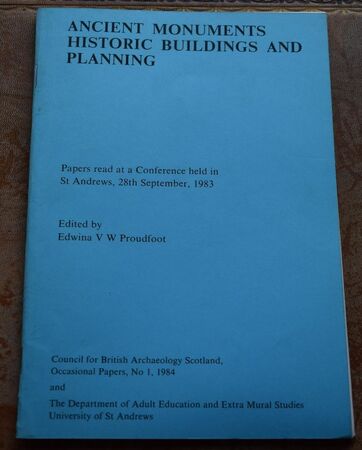 ANCIENT MONUMENTS
HISTORIC BUILDINGS AND
PLANNING
Papers read at a Conference held in
St Andrews, 28th September, 1983
Edited by
Edwina V W Proudfoot
Council for British Archaeology Scotland,
Occasional Papers, No 1, 1984
and
The Department of Adult Education and Extra Mural Studies
University of St Andrews